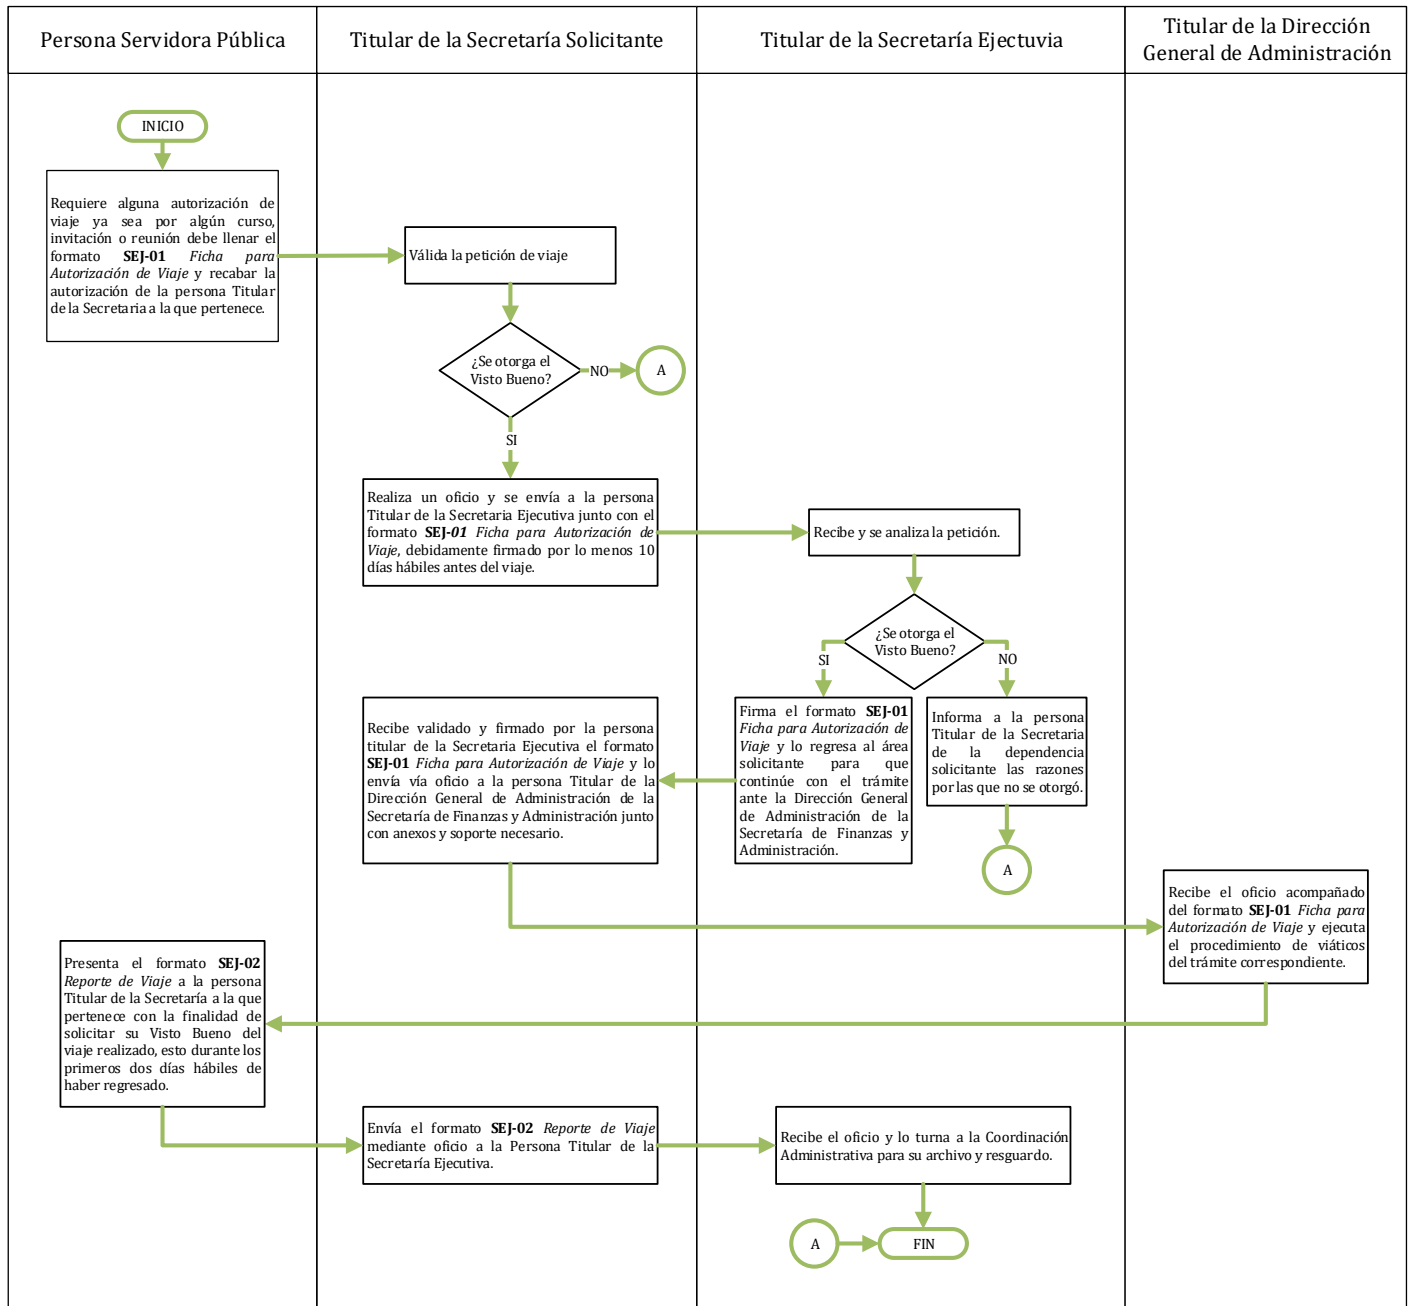 Persona Servidora Pública
Titular de la Secretaría Solicitante
Titular de la Secretaría Ejectuvia
Titular de la Dirección
General de Administración
INICIO
Requiere alguna autorización de
viaje ya sea por algún curso,
invitación o reunión debe llenar el
formato SEJ-01 Ficha para
Autorización de Viaje y recabar la
autorización de la persona Titular
de la Secretaria a la que pertenece.
Válida la petición de viaje
¿Se otorga el
Visto Bueno?
NO
A
SI
Realiza un oficio y se envía a la persona
Titular de la Secretaria Ejecutiva junto con el
formato SEJ-01 Ficha para Autorización de
Viaje, debidamente firmado por lo menos 10
días hábiles antes del viaje.
Recibe y se analiza la petición.
¿Se otorga el
Visto Bueno?
SI
NO
Recibe validado y firmado por la persona
titular de la Secretaria Ejecutiva el formato
SEJ-01 Ficha para Autorización de Viaje y lo
envía vía oficio a la persona Titular de la
Dirección General de Administración de la
Secretaría de Finanzas y Administración junto
con anexos y soporte necesario.
Firma el formato SEJ-01
Ficha para Autorización de
Viaje y lo regresa al área
solicitante para que
continúe con el trámite
ante la Dirección General
de Administración de la
Secretaría de Finanzas y
Administración.
Informa a la persona
Titular de la Secretaria
de la dependencia
solicitante las razones
por las que no se otorgó.
A
Recibe el oficio acompañado
del formato SEJ-01 Ficha para
Autorización de Viaje y ejecuta
el procedimiento de viáticos
del trámite correspondiente.
Presenta el formato SEJ-02
Reporte de Viaje a la persona
Titular de la Secretaría a la que
pertenece con la finalidad de
solicitar su Visto Bueno del
viaje realizado, esto durante los
primeros dos días hábiles de
haber regresado.
Envía el formato SEJ-02 Reporte de Viaje
mediante oficio a la Persona Titular de la
Secretaría Ejecutiva.
Recibe el oficio y lo turna a la Coordinación
Administrativa para su archivo y resguardo.
A
FIN